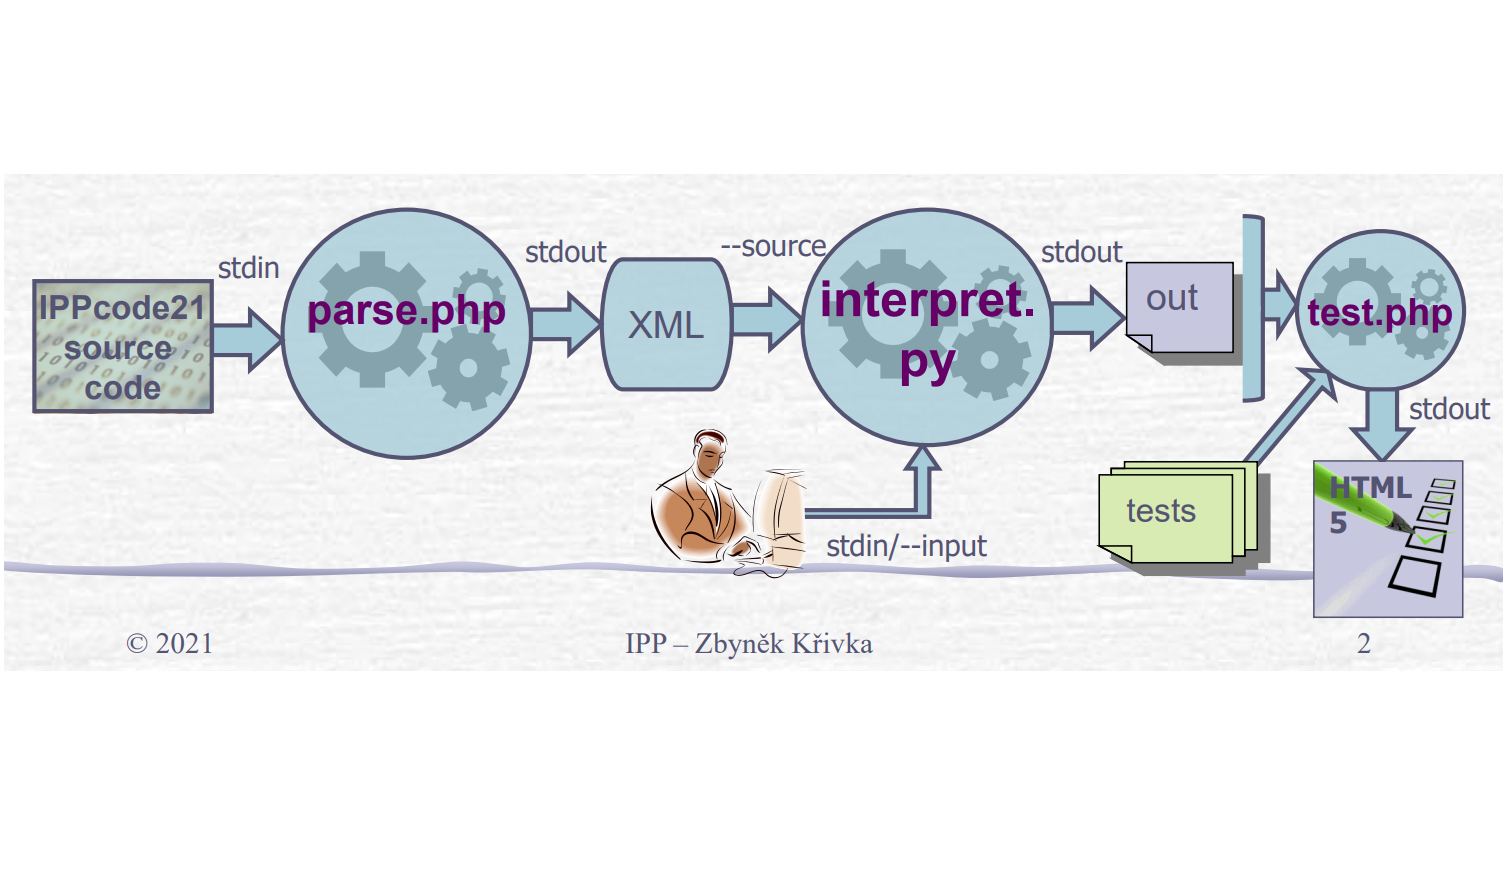 IPPcode21
source
code
stdin
parse.php
stdout
XML
--source
interpret.
py
stdout
out
test.php
stdout
tests
stdin/--input
HTML
5
© 2021
IPP – Zbyněk Křivka
2